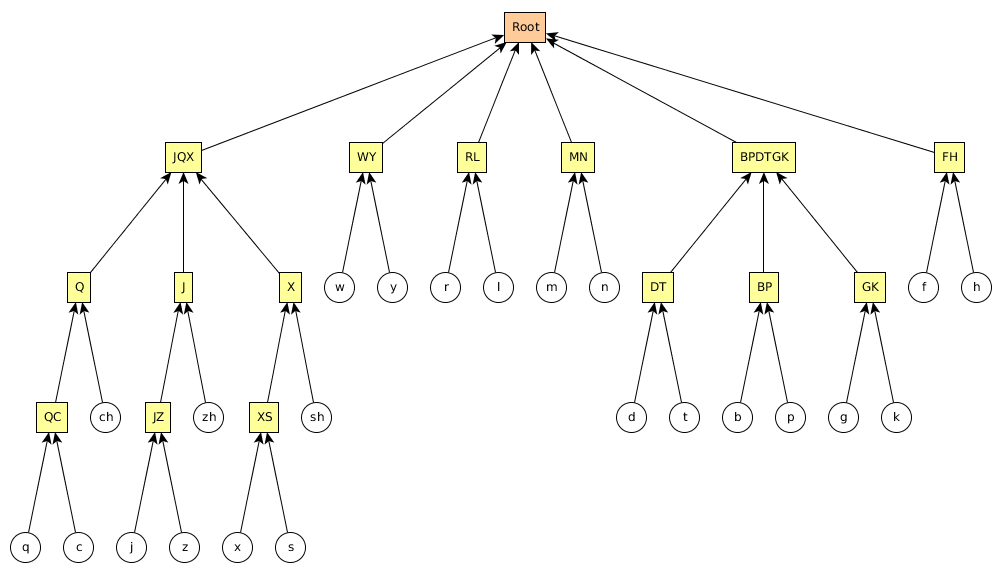 Root
JQX WY RL MN BPDTGK FH
Q J X w y r l m n DT BP GK f h
QC ch JZ zh XS sh d t b p g k
q c j z x s